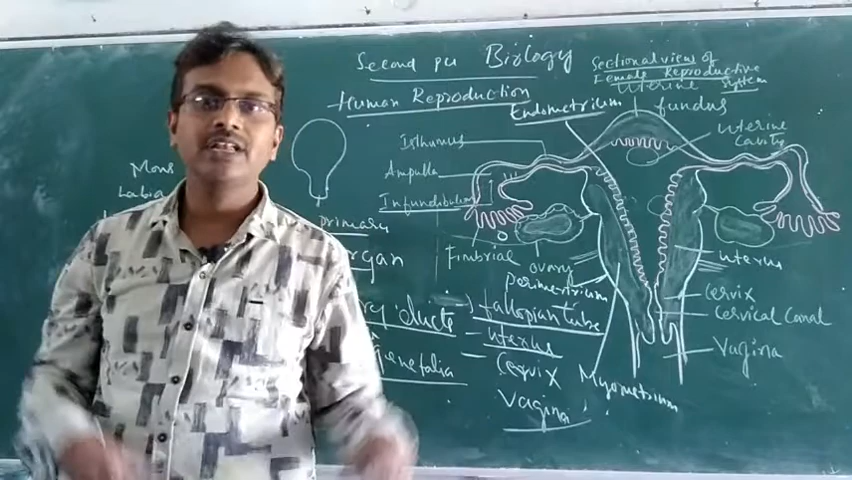 Second pu Biology
Human Reproduction
Sectional view of
Female Reproductive
System
Uterine
fundus
Endometrium
Uterine
Cavity
Isthumus
Ampulla
Infundibulum
Mons
Labia
primary
organ
Fimbriae
ovary
perimetrium
uterus
Cervix
Cervical Canal
Vagina
ducts
fallopian tube
uterus
Cervix
Vagina
genetalia
Myometrium